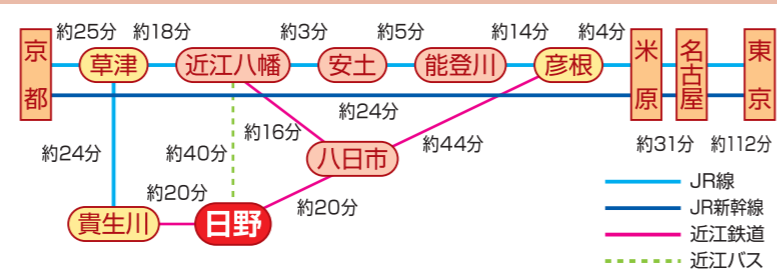 約25分 約18分 約3分 約5分 約14分 約4分
京都 草津 近江八幡 安土 能登川 彦根 米原 名古屋 東京
約24分
約16分 八日市 約44分 約31分 約112分
約24分 約40分
約20分 約20分
貴生川 日野
JR線
JR新幹線
近江鉄道
近江バス